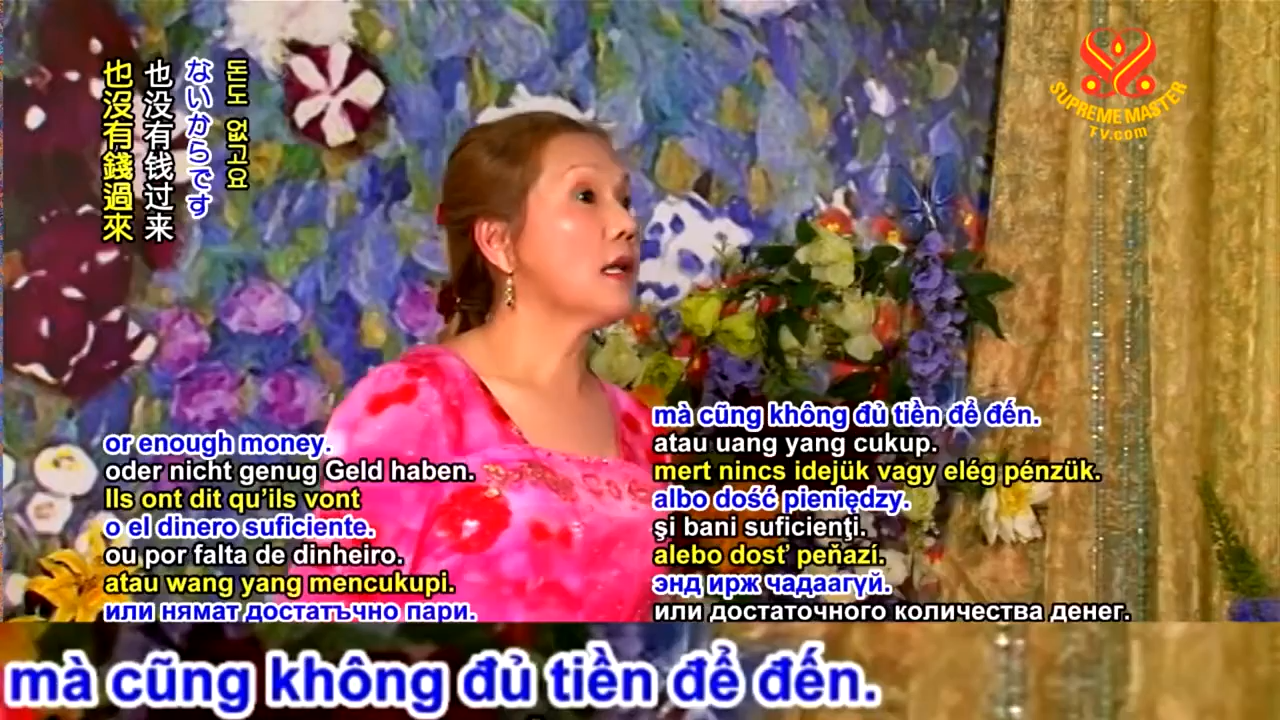 也沒有錢過來
也没有钱过来
ないからです
돈도 없고요
SUPREME MASTER
TV.com
or enough money.
oder nicht genug Geld haben.
Ils ont dit qu’ils vont
o el dinero suficiente.
ou por falta de dinheiro.
atau wang yang mencukupi.
или нямат достатъчно пари.
mà cũng không đủ tiền để đến.
atau uang yang cukup.
mert nincs idejük vagy elég pénzük.
albo dość pieniędzy.
şi bani suficienţi.
alebo dosť peňazí.
энд ирж чадаагүй.
или достаточного количества денег.
mà cũng không đủ tiền để đến.